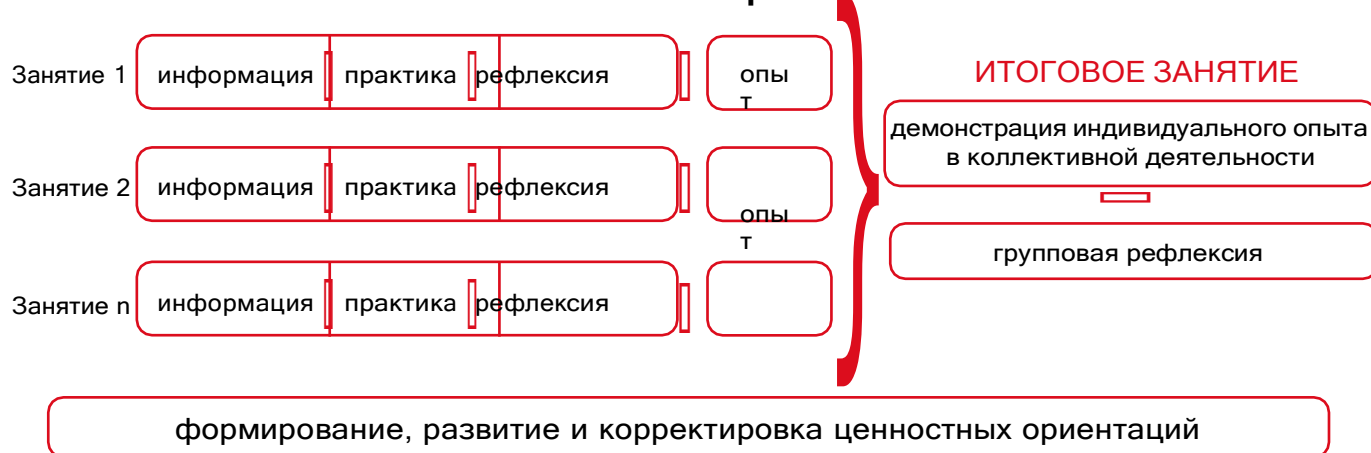 Занятие 1
информация
практика
рефлексия
опы
т
Занятие 2
информация
практика
рефлексия
опы
т
Занятие n
информация
практика
рефлексия
ИТОГОВОЕ ЗАНЯТИЕ
демонстрация индивидуального опыта
в коллективной деятельности
групповая рефлексия
формирование, развитие и корректировка ценностных ориентаций